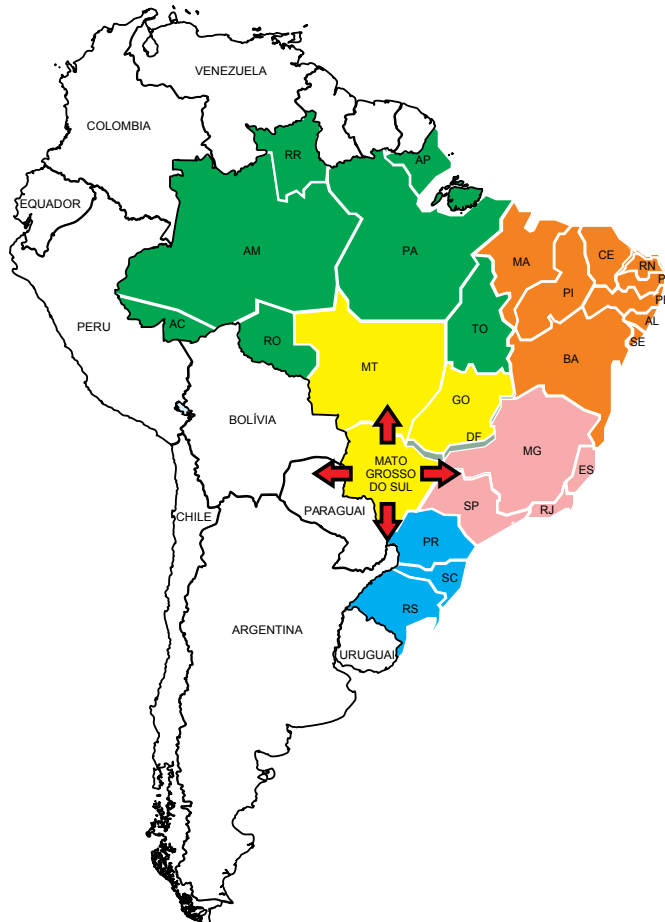 VENEZUELA
COLOMBIA
RR
AP
EQUADOR
AM
PA
MA
CE
RN
P
PI
PE
AL
SE
AC
RO
TO
BA
PERU
MT
GO
BOLÍVIA
DF
MG
MATO
GROSSO
DO SUL
ES
SP
RJ
CHILE
PARAGUAI
PR
SC
RS
ARGENTINA
URUGUAI